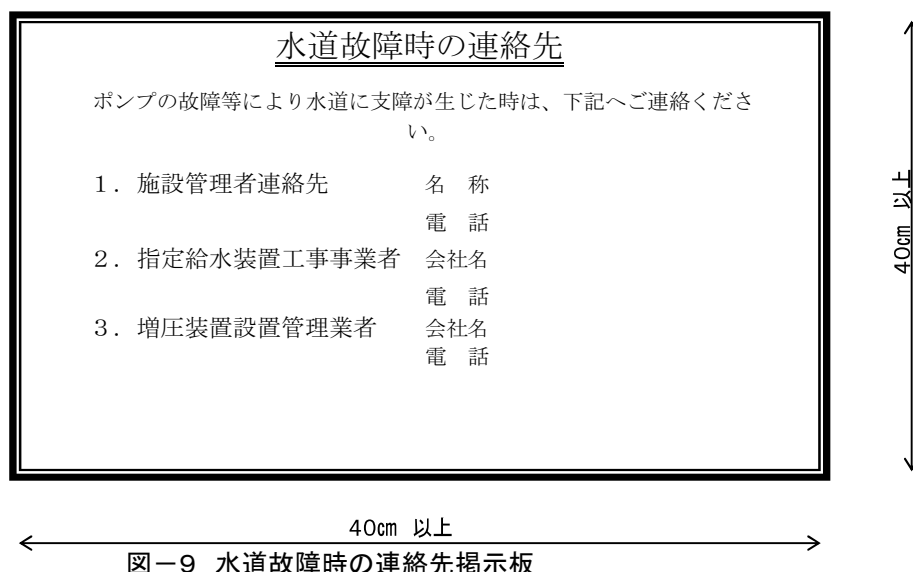 水道故障時の連絡先
ポンプの故障等により水道に支障が生じた時は、下記へご連絡くださ
い。
１．施設管理者連絡先　名　称
電　話
２．指定給水装置工事事業者　会社名
電　話
３．増圧装置設置管理業者　会社名
電　話
40㎝ 以上
40㎝ 以上
図－９ 水道故障時の連絡先掲示板